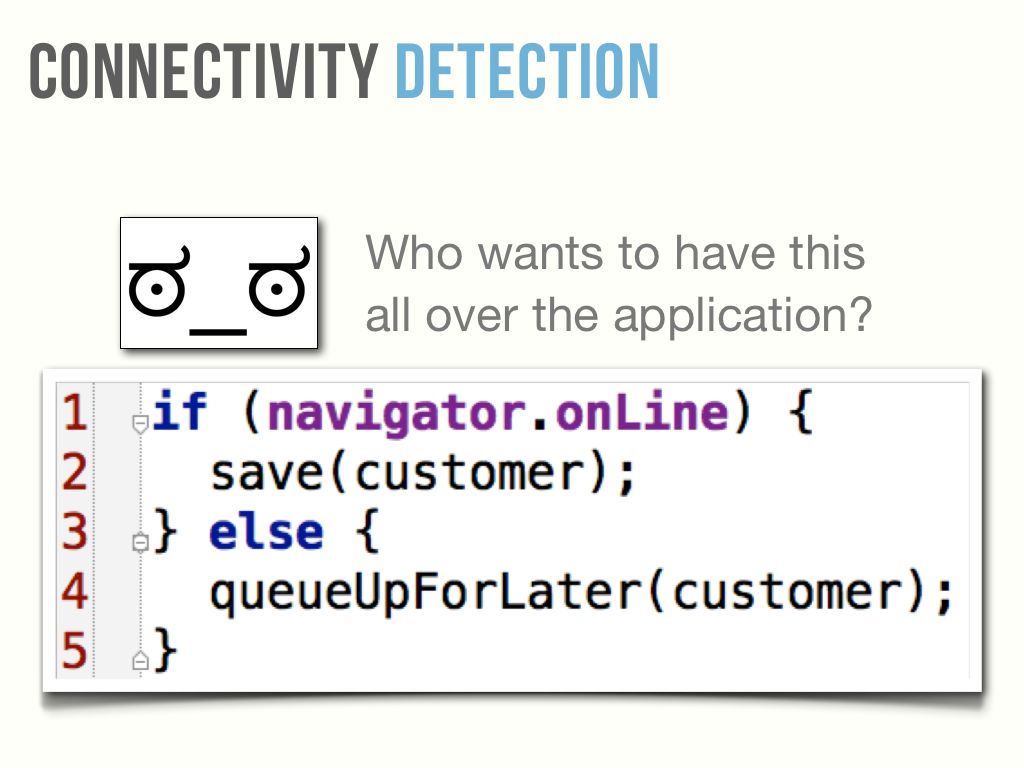 CONNECTIVITY DETECTION
ಠ_ಠ
Who wants to have this
all over the application?
1 if (navigator.onLine) {
2   save(customer);
3 } else {
4   queueUpForLater(customer);
5 }